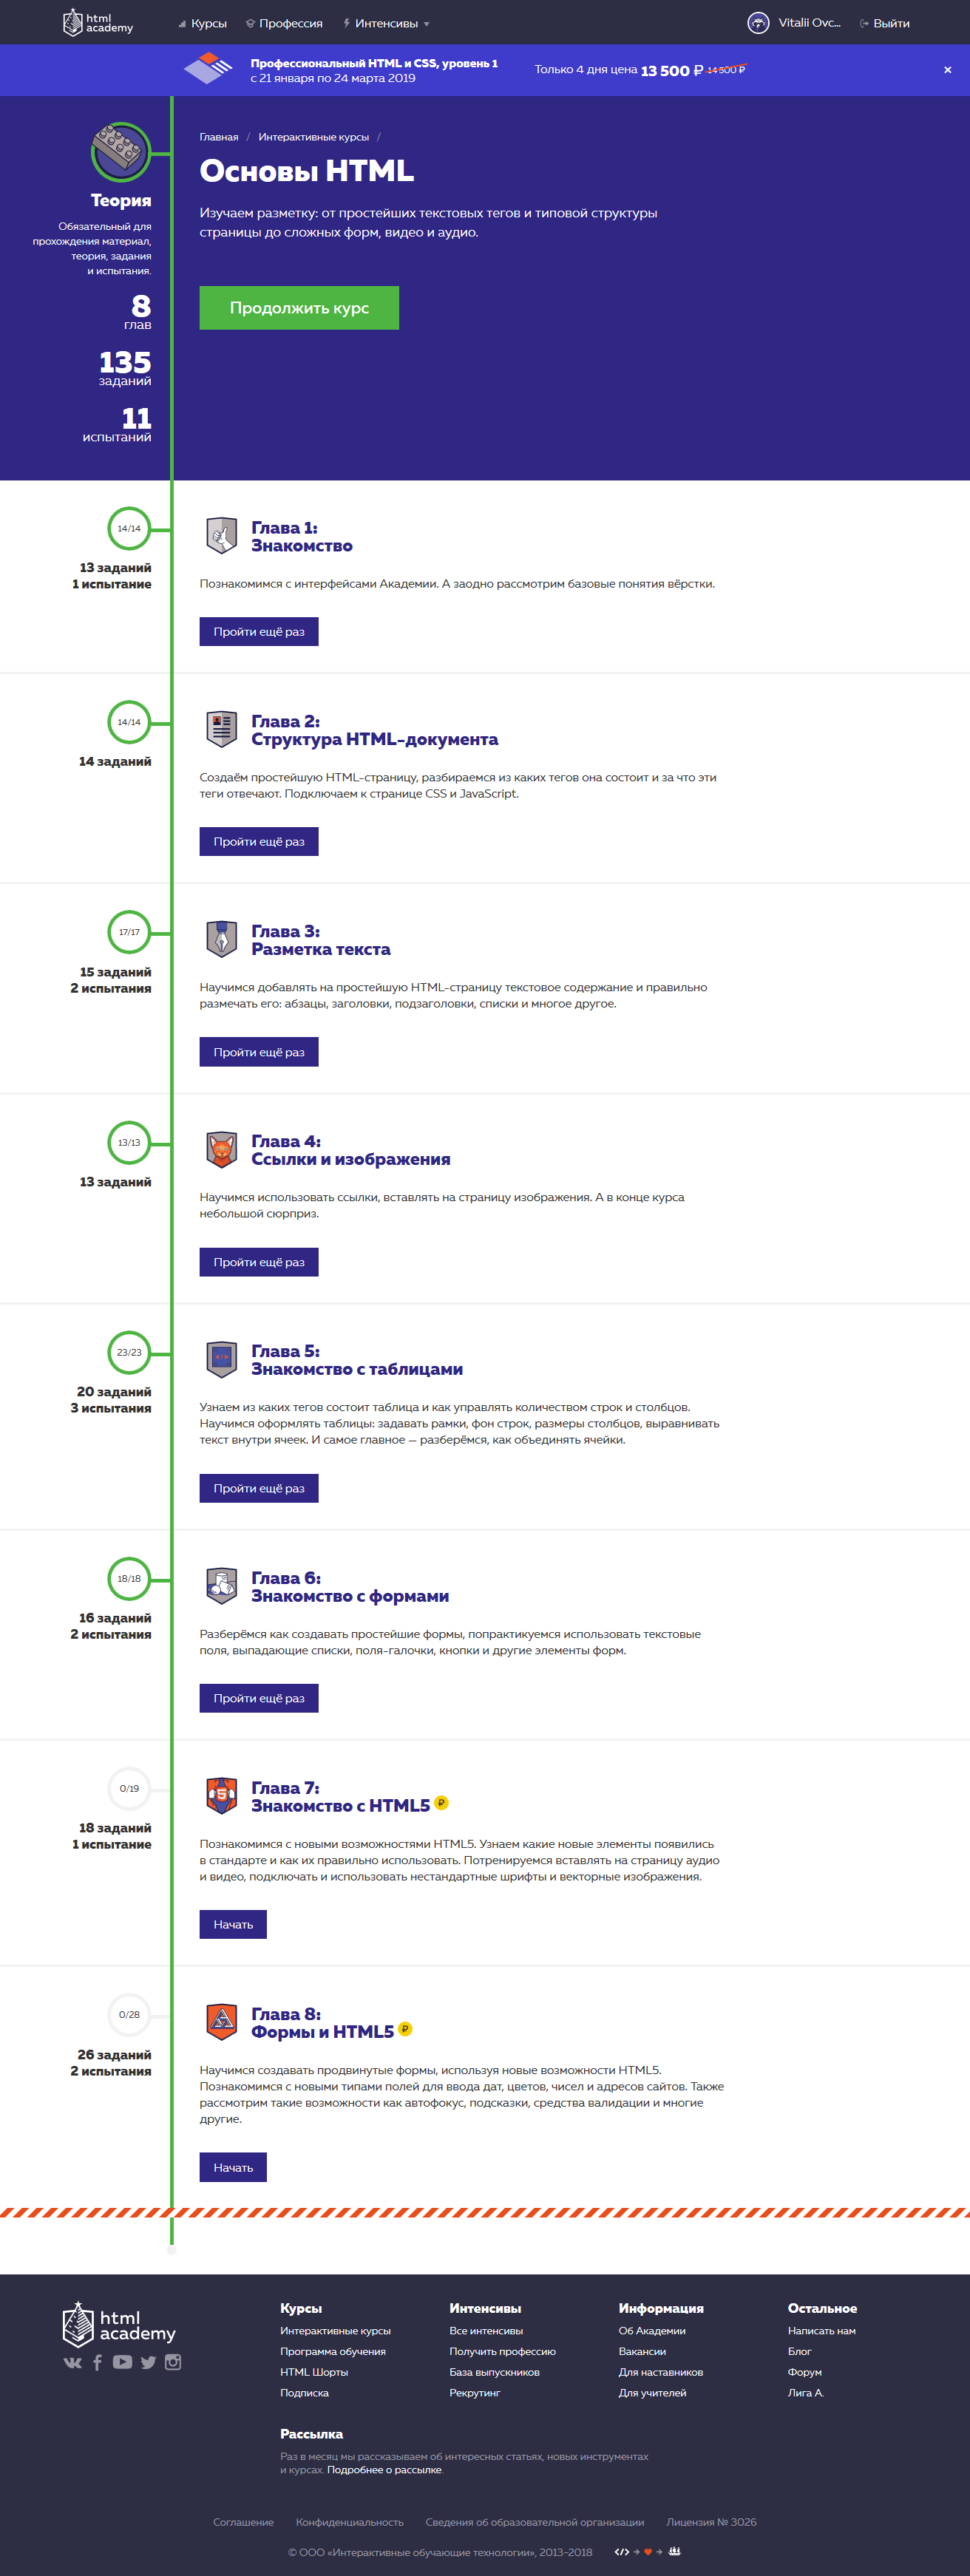 html
academy
Курсы
Профессия
Интенсивы
Vitalii Ovc...
Выйти
Профессиональный HTML и CSS, уровень 1
с 21 января по 24 марта 2019
Только 4 дня цена 13 500 ₽ 14 500 ₽
Главная / Интерактивные курсы /
Основы HTML
Изучаем разметку: от простейших текстовых тегов и типовой структуры
страницы до сложных форм, видео и аудио.
Продолжить курс
Теория
Обязательный для
прохождения материал,
теория, задания
и испытания.
8
глав
135
заданий
11
испытаний
14/14
13 заданий
1 испытание
Глава 1:
Знакомство
Познакомимся с интерфейсами Академии. А заодно рассмотрим базовые понятия вёрстки.
Пройти ещё раз
14/14
14 заданий
Глава 2:
Структура HTML-документа
Создаём простейшую HTML-страницу, разбираемся из каких тегов она состоит и за что эти
теги отвечают. Подключаем к странице CSS и JavaScript.
Пройти ещё раз
17/17
15 заданий
2 испытания
Глава 3:
Разметка текста
Научимся добавлять на простейшую HTML-страницу текстовое содержание и правильно
размечать его: абзацы, заголовки, подзаголовки, списки и многое другое.
Пройти ещё раз
13/13
13 заданий
Глава 4:
Ссылки и изображения
Научимся использовать ссылки, вставлять на страницу изображения. А в конце курса
небольшой сюрприз.
Пройти ещё раз
23/23
20 заданий
3 испытания
Глава 5:
Знакомство с таблицами
Узнаем из каких тегов состоит таблица и как управлять количеством строк и столбцов.
Научимся оформлять таблицы: задавать рамки, фон строк, размеры столбцов, выравнивать
текст внутри ячеек. И самое главное — разберёмся, как объединять ячейки.
Пройти ещё раз
18/18
16 заданий
2 испытания
Глава 6:
Знакомство с формами
Разберёмся как создавать простейшие формы, попрактикуемся использовать текстовые
поля, выпадающие списки, поля-галочки, кнопки и другие элементы форм.
Пройти ещё раз
0/19
18 заданий
1 испытание
Глава 7:
Знакомство с HTML5 ₽
Познакомимся с новыми возможностями HTML5. Узнаем какие новые элементы появились
в стандарте и как их правильно использовать. Потренируемся вставлять на страницу аудио
и видео, подключать и использовать нестандартные шрифты и векторные изображения.
Начать
0/28
26 заданий
2 испытания
Глава 8:
Формы и HTML5 ₽
Научимся создавать продвинутые формы, используя новые возможности HTML5.
Познакомимся с новыми типами полей для ввода дат, цветов, чисел и адресов сайтов. Также
рассмотрим такие возможности как автофокус, подсказки, средства валидации и многие
другие.
Начать
html
academy
Курсы
Интерактивные курсы
Программа обучения
HTML Шорты
Подписка
Интенсивы
Все интенсивы
Получить профессию
База выпускников
Рекрутинг
Информация
Об Академии
Вакансии
Для наставников
Для учителей
Остальное
Написать нам
Блог
Форум
Лига А.
Рассылка
Раз в месяц мы рассказываем об интересных статьях, новых инструментах
и курсах. Подробнее о рассылке.
Соглашение
Конфиденциальность
Сведения об образовательной организации
Лицензия № 3026
© ООО «Интерактивные обучающие технологии», 2013–2018